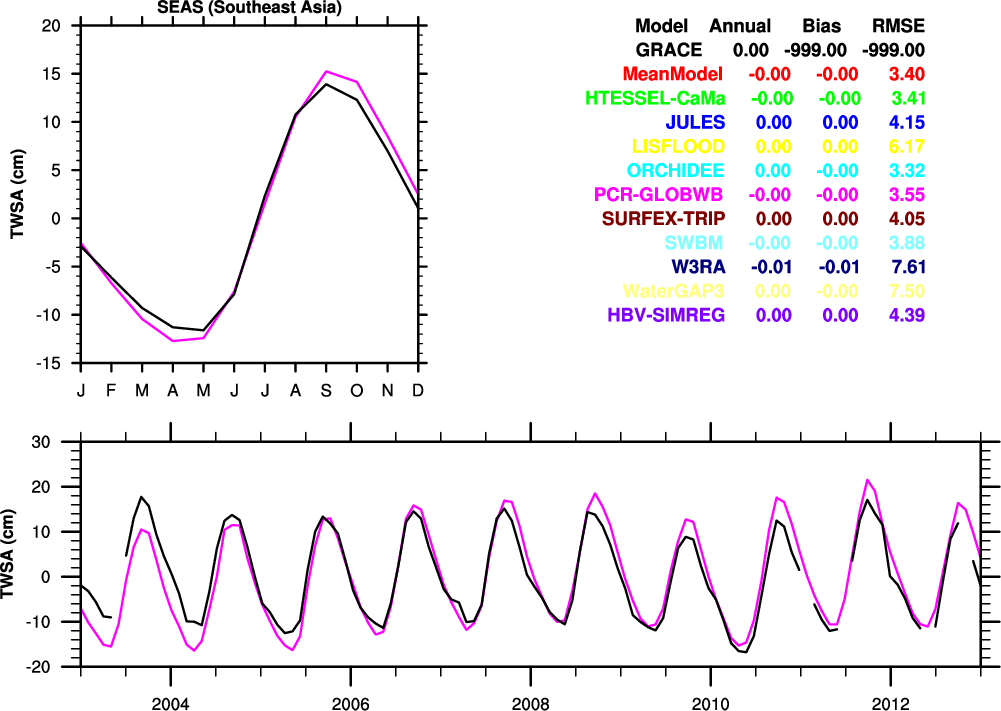 SEAS (Southeast Asia)
TWSA (cm)
20
15
10
5
0
-5
-10
-15
J F M A M J J A S O N D
Model Annual Bias RMSE
GRACE 0.00 -999.00 -999.00
MeanModel -0.00 -0.00 3.40
HTESSEL-CaMa -0.00 -0.00 3.41
JULES 0.00 0.00 4.15
LISFLOOD 0.00 0.00 6.17
ORCHIDEE 0.00 -0.00 3.32
PCR-GLOBWB -0.00 -0.00 3.55
SURFEX-TRIP 0.00 0.00 4.05
SWBM -0.00 -0.00 3.88
W3RA -0.01 -0.01 7.61
WaterGAP3 0.00 -0.00 7.50
HBV-SIMREG 0.00 0.00 4.39
TWSA (cm)
30
20
10
0
-10
-20
2004 2006 2008 2010 2012